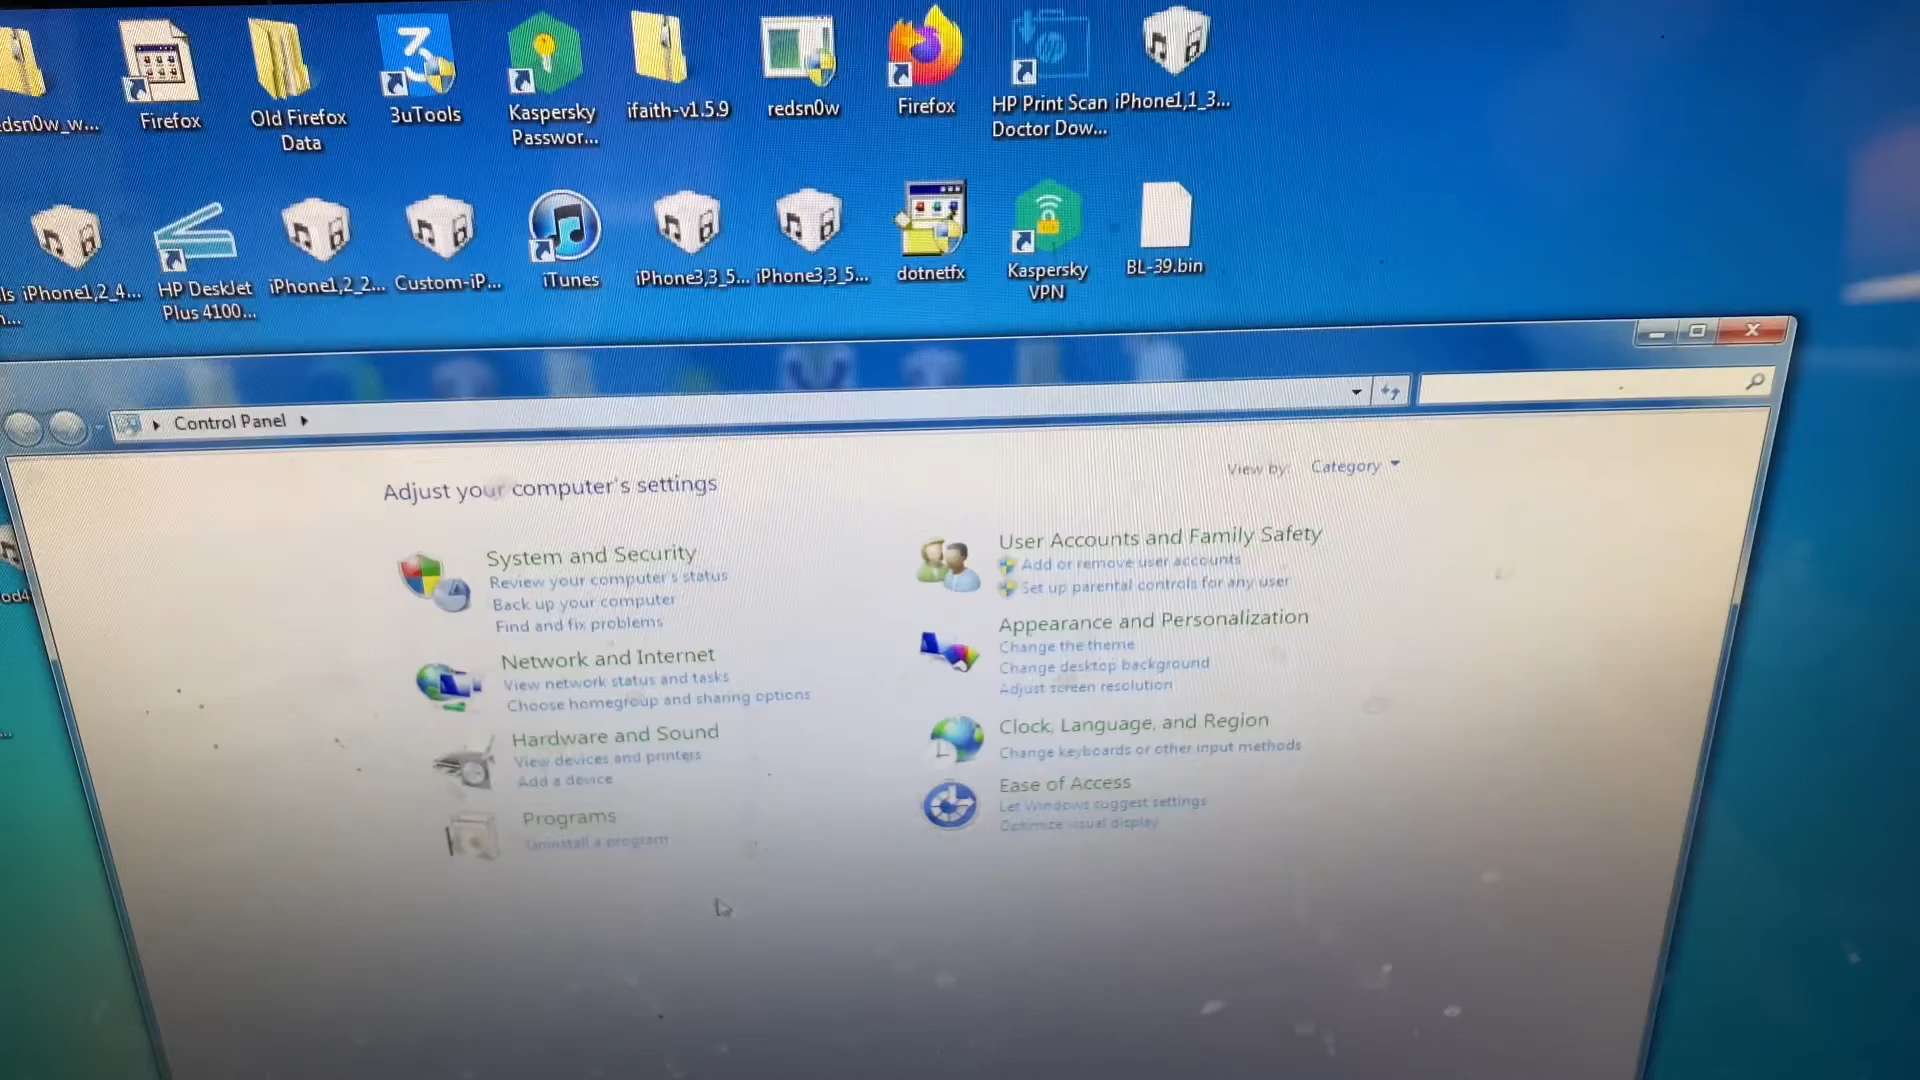 dsn0w_w...
Firefox
Old Firefox
Data
3uTools
Kaspersky
Passwor...
ifaith-v1.5.9
redsn0w
Firefox
HP Print Scan
Doctor Dow...
iPhone1,1_3...
iPhone1,2_4...
HP DeskJet
Plus 4100...
iPhone1,2_2...
Custom-iP...
iTunes
iPhone3,3_5...
iPhone3,3_5...
dotnetfx
Kaspersky
VPN
BL-39.bin
Control Panel
Adjust your computer's settings
View by: Category
System and Security
Review your computer's status
Back up your computer
Find and fix problems
Network and Internet
View network status and tasks
Choose homegroup and sharing options
Hardware and Sound
View devices and printers
Add a device
Programs
Uninstall a program
User Accounts and Family Safety
Add or remove user accounts
Set up parental controls for any user
Appearance and Personalization
Change the theme
Change desktop background
Adjust screen resolution
Clock, Language, and Region
Change keyboards or other input methods
Ease of Access
Let Windows suggest settings
Optimize visual display